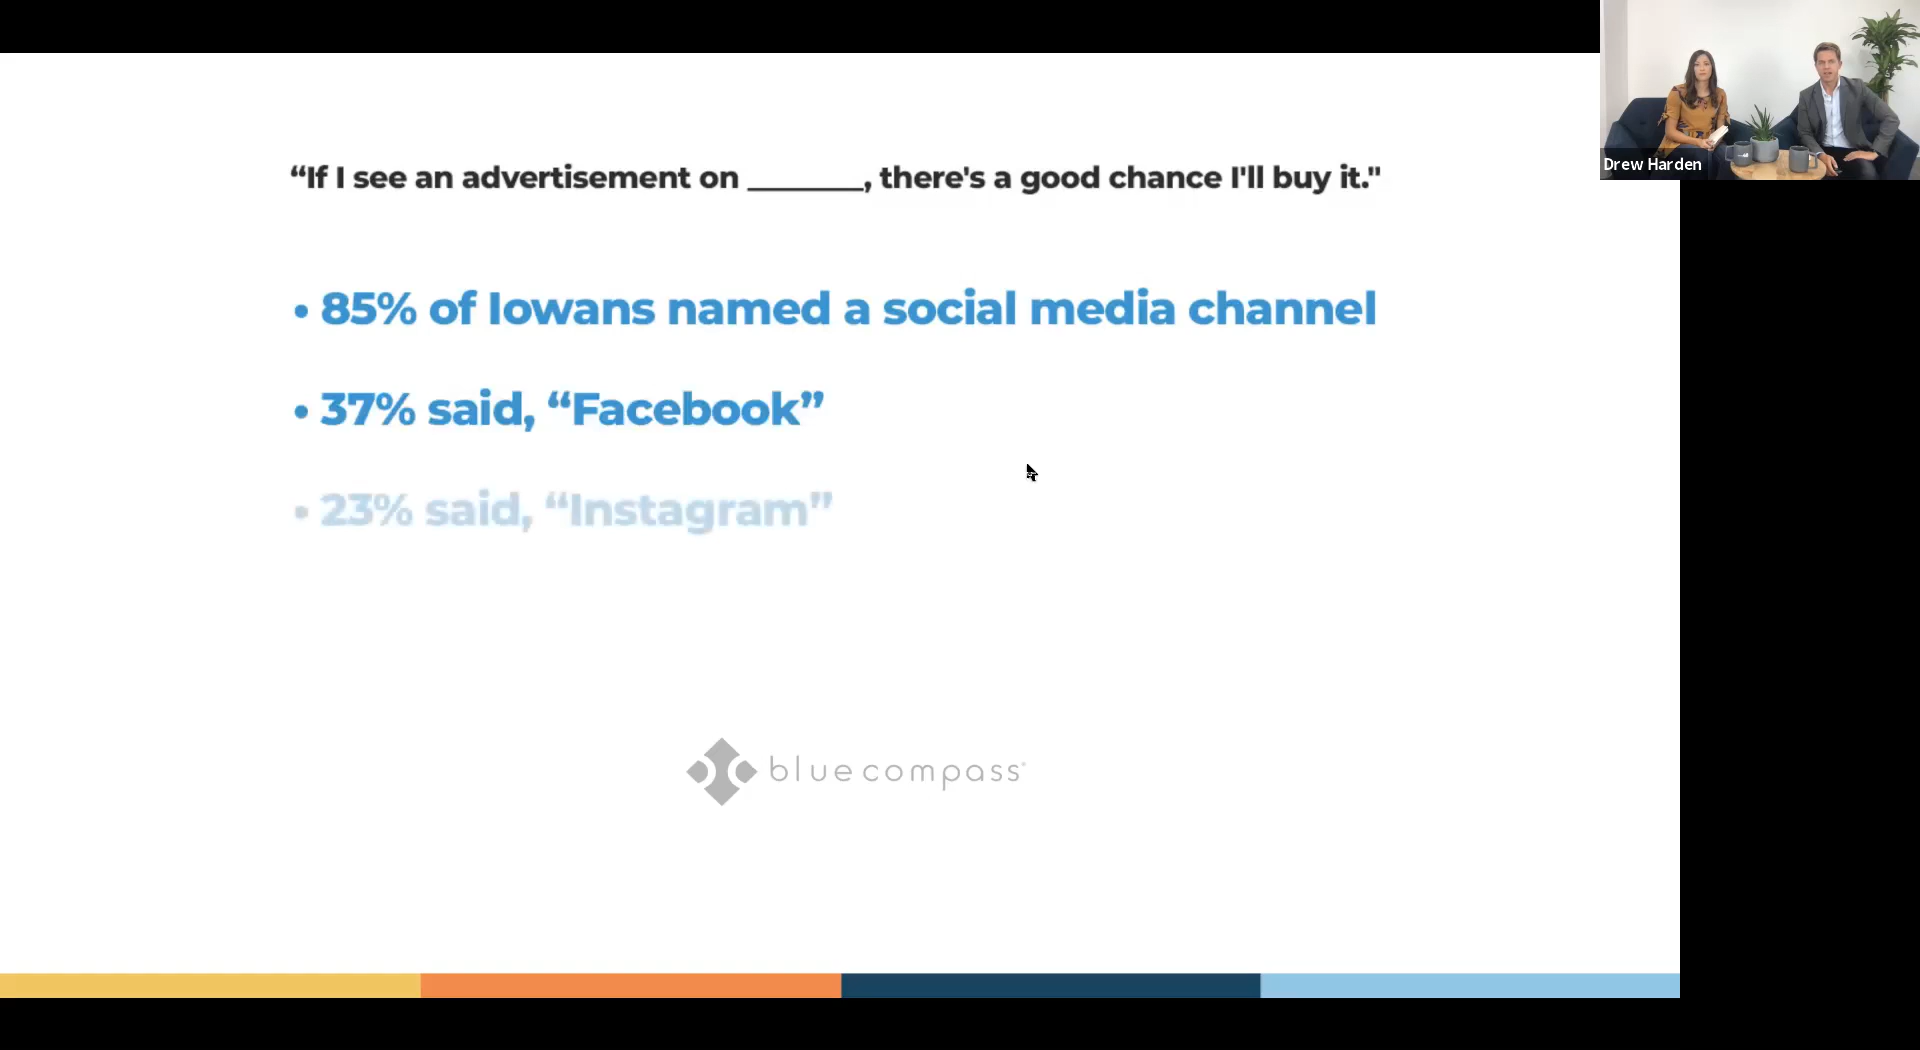 Drew Harden
“If I see an advertisement on _______, there's a good chance I'll buy it."
• 85% of Iowans named a social media channel
• 37% said, “Facebook”
• 23% said, “Instagram”
blue compass